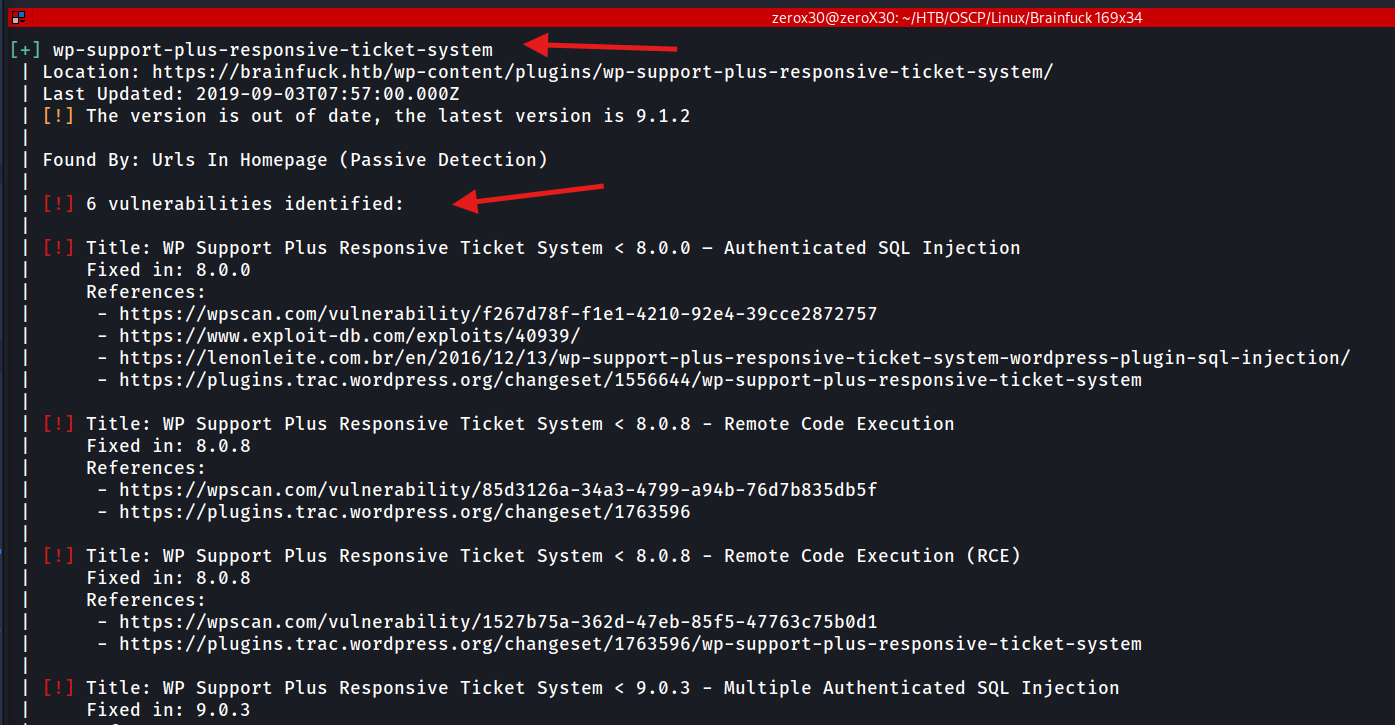 zerox30@zeroX30: ~/HTB/OSCP/Linux/Brainfuck 169x34
[+] wp-support-plus-responsive-ticket-system
| Location: https://brainfuck.htb/wp-content/plugins/wp-support-plus-responsive-ticket-system/
| Last Updated: 2019-09-03T07:57:00.000Z
| [!] The version is out of date, the latest version is 9.1.2
|
| Found By: Urls In Homepage (Passive Detection)
|
| [!] 6 vulnerabilities identified:
|
| [!] Title: WP Support Plus Responsive Ticket System < 8.0.0 – Authenticated SQL Injection
|     Fixed in: 8.0.0
|     References:
|      - https://wpscan.com/vulnerability/f267d78f-f1e1-4210-92e4-39cce2872757
|      - https://www.exploit-db.com/exploits/40939/
|      - https://lenonleite.com.br/en/2016/12/13/wp-support-plus-responsive-ticket-system-wordpress-plugin-sql-injection/
|      - https://plugins.trac.wordpress.org/changeset/1556644/wp-support-plus-responsive-ticket-system
|
| [!] Title: WP Support Plus Responsive Ticket System < 8.0.8 - Remote Code Execution
|     Fixed in: 8.0.8
|     References:
|      - https://wpscan.com/vulnerability/85d3126a-34a3-4799-a94b-76d7b835db5f
|      - https://plugins.trac.wordpress.org/changeset/1763596
|
| [!] Title: WP Support Plus Responsive Ticket System < 8.0.8 - Remote Code Execution (RCE)
|     Fixed in: 8.0.8
|     References:
|      - https://wpscan.com/vulnerability/1527b75a-362d-47eb-85f5-47763c75b0d1
|      - https://plugins.trac.wordpress.org/changeset/1763596/wp-support-plus-responsive-ticket-system
|
| [!] Title: WP Support Plus Responsive Ticket System < 9.0.3 - Multiple Authenticated SQL Injection
|     Fixed in: 9.0.3